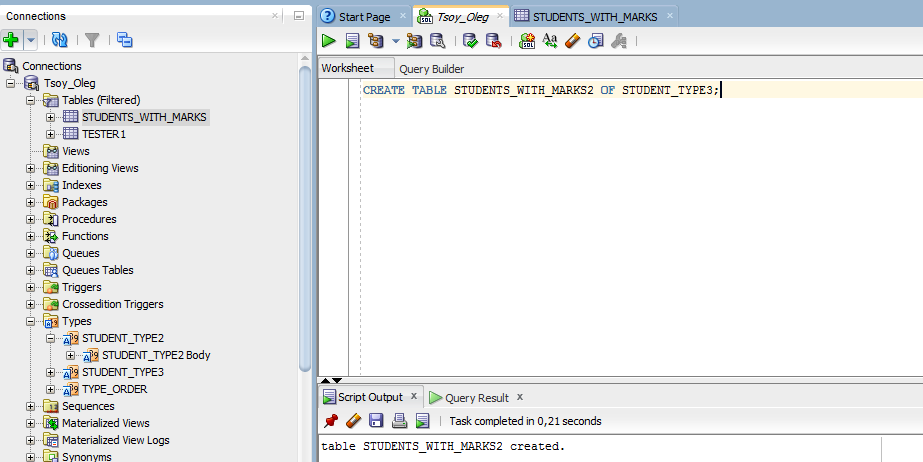 Connections
Connections
Tsoy_Oleg
Tables (Filtered)
STUDENTS_WITH_MARKS
TESTER1
Views
Editioning Views
Indexes
Packages
Procedures
Functions
Queues
Queues Tables
Triggers
Crossedition Triggers
Types
STUDENT_TYPE2
STUDENT_TYPE2 Body
STUDENT_TYPE3
TYPE_ORDER
Sequences
Materialized Views
Materialized View Logs
Synonyms
Start Page
Tsoy_Oleg
STUDENTS_WITH_MARKS
Worksheet Query Builder
CREATE TABLE STUDENTS_WITH_MARKS2 OF STUDENT_TYPE3;
Script Output Query Result
Task completed in 0,21 seconds
table STUDENTS_WITH_MARKS2 created.